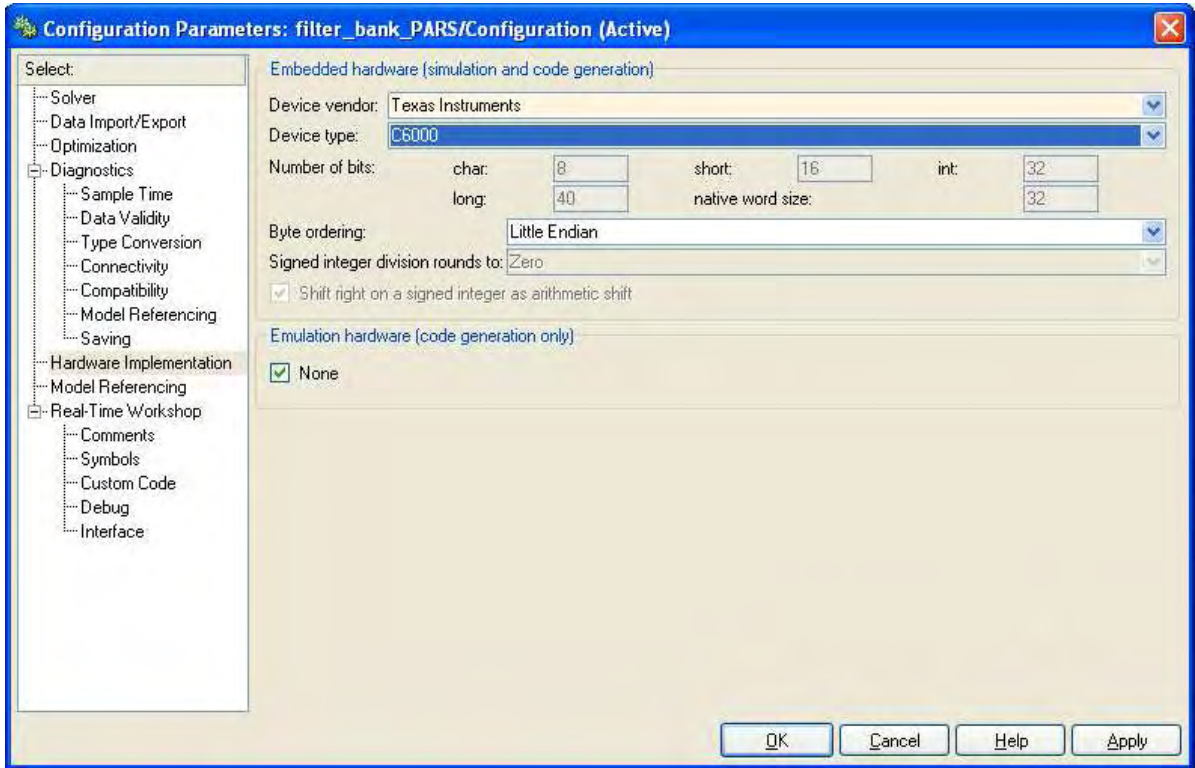 Configuration Parameters: filter_bank_PARS/Configuration (Active)
Select:
Solver
Data Import/Export
Optimization
Diagnostics
Sample Time
Data Validity
Type Conversion
Connectivity
Compatibility
Model Referencing
Saving
Hardware Implementation
Model Referencing
Real-Time Workshop
Comments
Symbols
Custom Code
Debug
Interface
Embedded hardware (simulation and code generation)
Device vendor: Texas Instruments
Device type: C6000
Number of bits: char: 8 short: 16 int: 32
long: 40 native word size: 32
Byte ordering: Little Endian
Signed integer division rounds to: Zero
Shift right on a signed integer as arithmetic shift
Emulation hardware (code generation only)
None
OK Cancel Help Apply